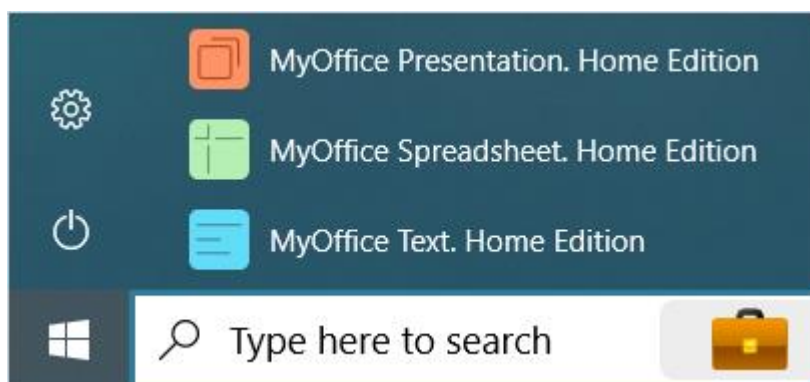 MyOffice Presentation. Home Edition
MyOffice Spreadsheet. Home Edition
MyOffice Text. Home Edition
Type here to search